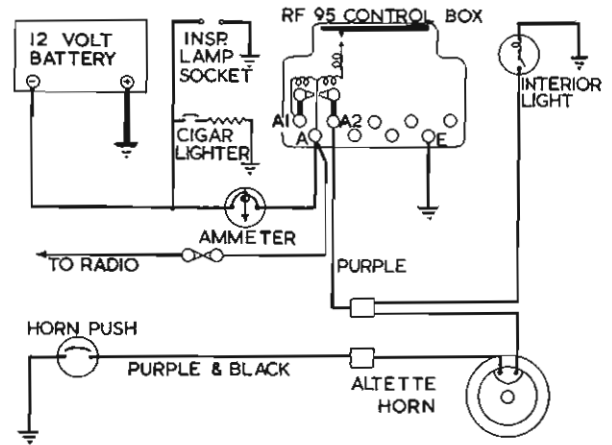 RF 95 CONTROL BOX
12 VOLT
BATTERY
INSP.
LAMP
SOCKET
CIGAR
LIGHTER
A1
A2
A
E
INTERIOR
LIGHT
AMMETER
TO RADIO
PURPLE
HORN PUSH
PURPLE & BLACK
ALTETTE
HORN